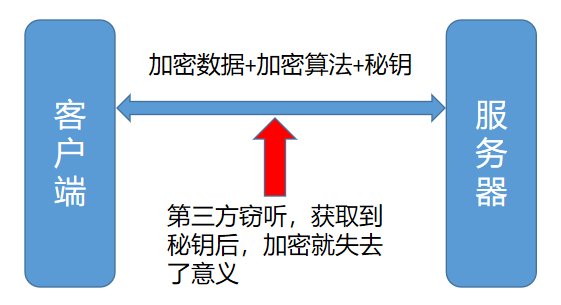 加密数据+加密算法+秘钥
客户端
服务器
第三方窃听，获取到
秘钥后，加密就失去
了意义